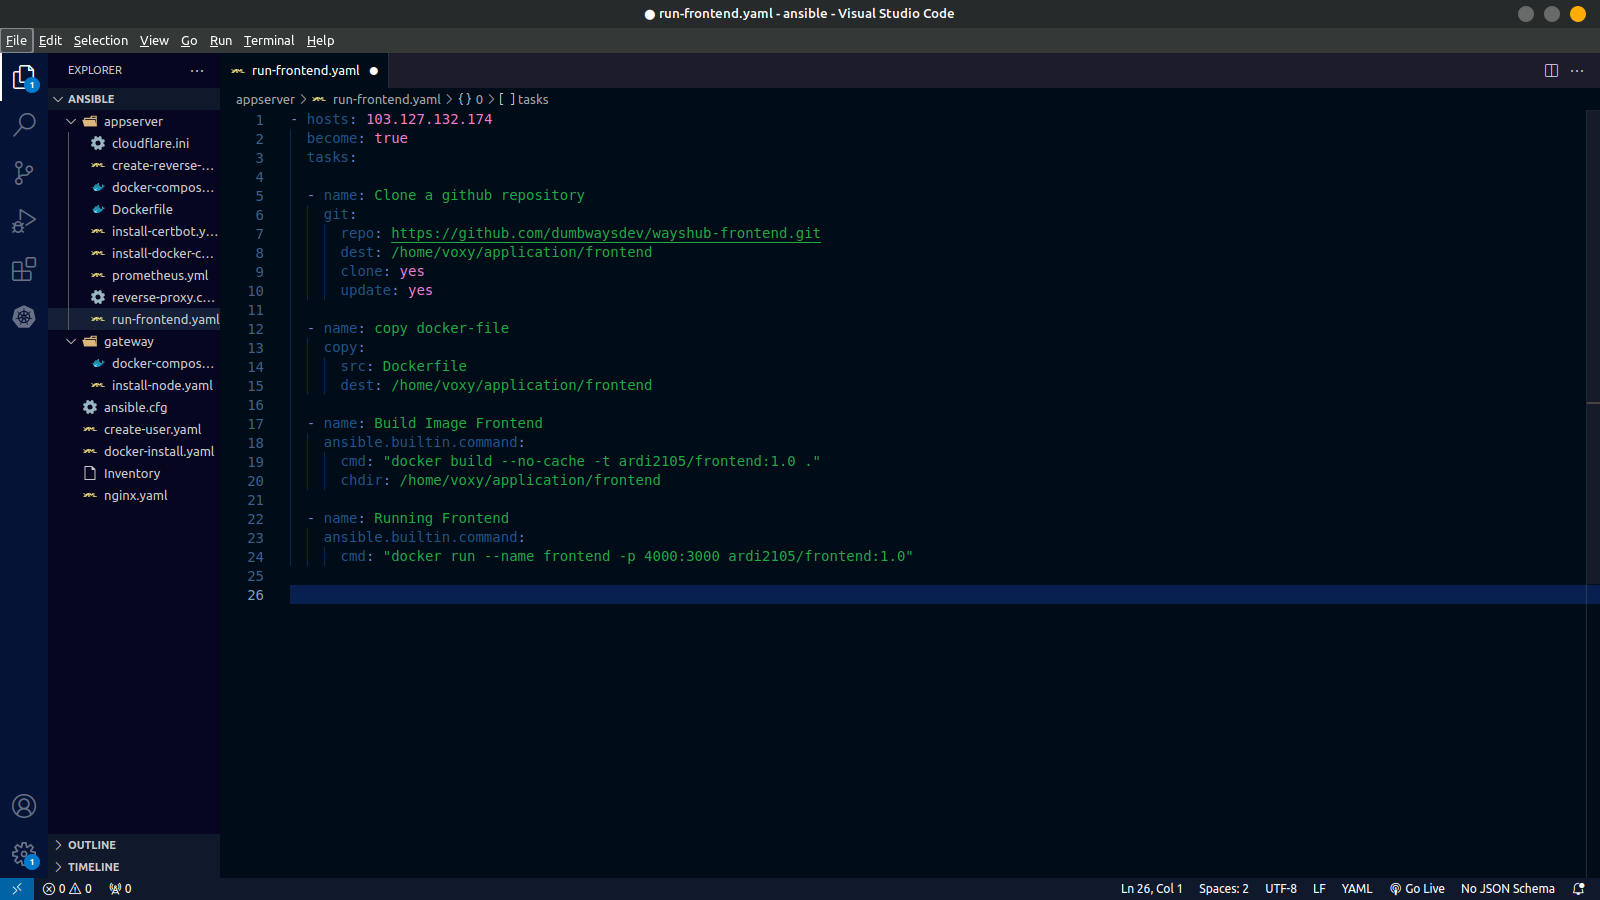 run-frontend.yaml - ansible - Visual Studio Code
File Edit Selection View Go Run Terminal Help
EXPLORER
ANSIBLE
appserver
cloudflare.ini
create-reverse-...
docker-compos...
Dockerfile
install-certbot.y...
install-docker-c...
prometheus.yml
reverse-proxy.c...
run-frontend.yaml
gateway
docker-compos...
install-node.yaml
ansible.cfg
create-user.yaml
docker-install.yaml
Inventory
nginx.yaml
OUTLINE
TIMELINE
1
1
run-frontend.yaml
appserver > run-frontend.yaml > {} 0 > [ ] tasks
1 - hosts: 103.127.132.174
2   become: true
3   tasks:
4
5   - name: Clone a github repository
6     git:
7       repo: https://github.com/dumbwaysdev/wayshub-frontend.git
8       dest: /home/voxy/application/frontend
9       clone: yes
10       update: yes
11
12   - name: copy docker-file
13     copy:
14       src: Dockerfile
15       dest: /home/voxy/application/frontend
16
17   - name: Build Image Frontend
18     ansible.builtin.command:
19       cmd: "docker build --no-cache -t ardi2105/frontend:1.0 ."
20       chdir: /home/voxy/application/frontend
21
22   - name: Running Frontend
23     ansible.builtin.command:
24       cmd: "docker run --name frontend -p 4000:3000 ardi2105/frontend:1.0"
25
26
0 0 0 Ln 26, Col 1 Spaces: 2 UTF-8 LF YAML Go Live No JSON Schema